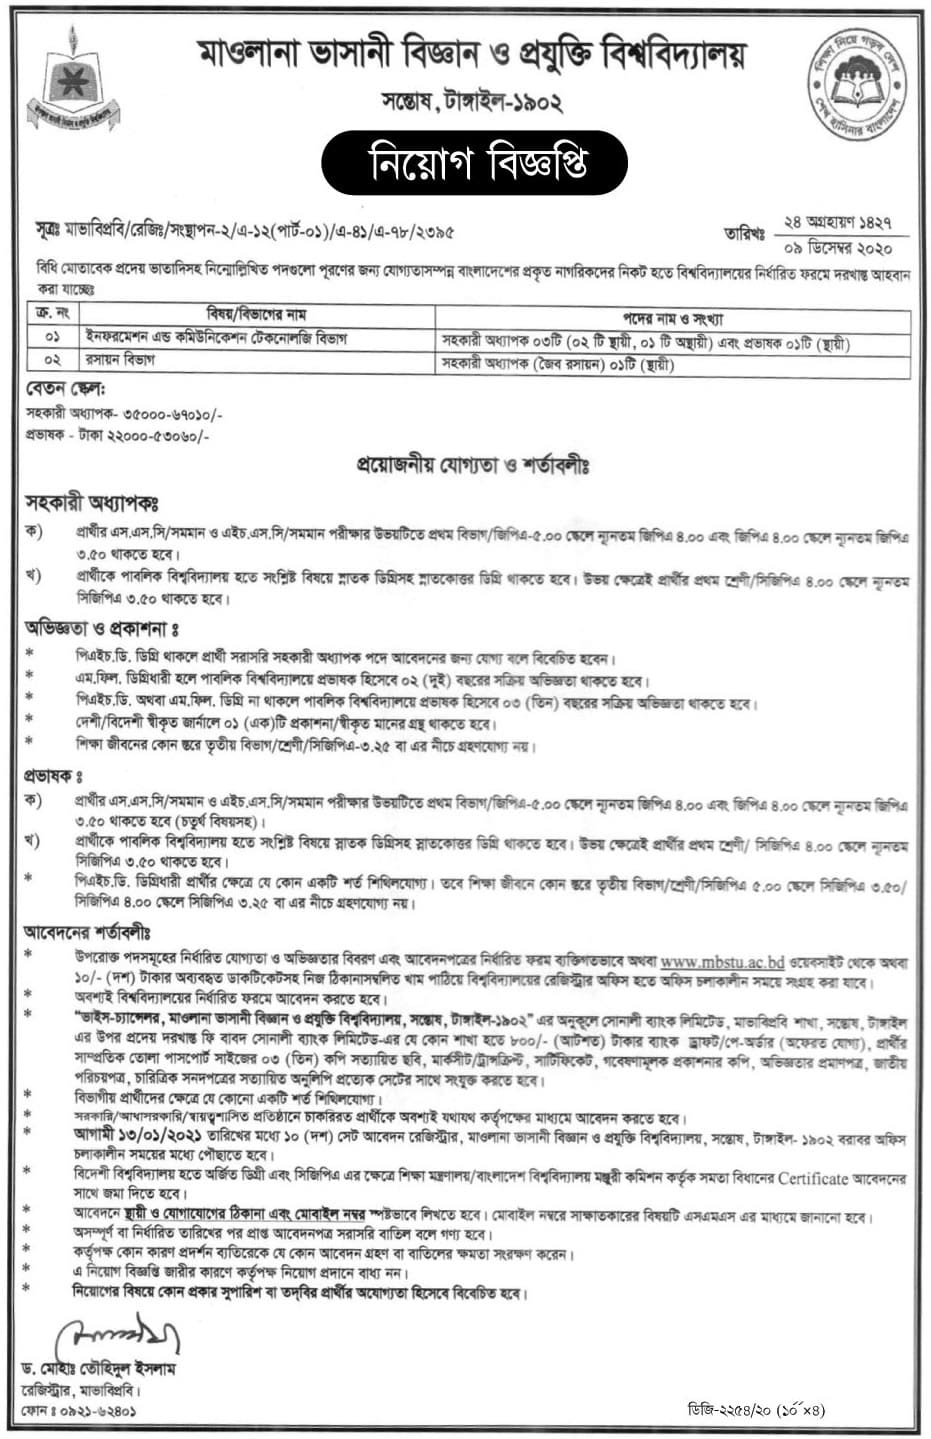 মাওলানা ভাসানী বিজ্ঞান ও প্রযুক্তি বিশ্ববিদ্যালয়
সন্তোষ, টাঙ্গাইল-১৯০২
শিক্ষা নিয়ে গড়ব দেশ
শেখ হাসিনার বাংলাদেশ
নিয়োগ বিজ্ঞপ্তি
সূত্রঃ মাভাবিপ্রবি/রেজিঃ/সংস্থাপন-২/এ-১২(পার্ট-০১)/এ-৪১/এ-৭৮/২৩৯৫
তারিখঃ ২৪ অগ্রহায়ণ ১৪২৭
০৯ ডিসেম্বর ২০২০
বিধি মোতাবেক প্রদেয় ভাতাদিসহ নিম্নোল্লিখিত পদগুলো পূরণের জন্য যোগ্যতাসম্পন্ন বাংলাদেশের প্রকৃত নাগরিকদের নিকট হতে বিশ্ববিদ্যালয়ের নির্ধারিত ফরমে দরখাস্ত আহবান
করা যাচ্ছেঃ
ক্র. নং বিষয়/বিভাগের নাম পদের নাম ও সংখ্যা
০১ ইনফরমেশন এন্ড কমিউনিকেশন টেকনোলজি বিভাগ সহকারী অধ্যাপক ০৩টি (০২ টি স্থায়ী, ০১ টি অস্থায়ী) এবং প্রভাষক ০১টি (স্থায়ী)
০২ রসায়ন বিভাগ সহকারী অধ্যাপক (জৈব রসায়ন) ০১টি (স্থায়ী)
বেতন স্কেল:
সহকারী অধ্যাপক- ৩৫০০০-৬৭০১০/-
প্রভাষক - টাকা ২২০০০-৫৩০৬০/-
প্রয়োজনীয় যোগ্যতা ও শর্তাবলীঃ
সহকারী অধ্যাপকঃ
ক) প্রার্থীর এস.এস.সি/সমমান ও এইচ.এস.সি/সমমান পরীক্ষার উভয়টিতে প্রথম বিভাগ/জিপিএ-৫.০০ স্কেলে ন্যূনতম জিপিএ ৪.০০ এবং জিপিএ ৪.০০ স্কেলে ন্যূনতম জিপিএ
৩.৫০ থাকতে হবে।
খ) প্রার্থীকে পাবলিক বিশ্ববিদ্যালয় হতে সংশ্লিষ্ট বিষয়ে স্নাতক ডিগ্রিসহ স্নাতকোত্তর ডিগ্রি থাকতে হবে। উভয় ক্ষেত্রেই প্রার্থীর প্রথম শ্রেণী/সিজিপিএ ৪.০০ স্কেলে ন্যূনতম
সিজিপিএ ৩.৫০ থাকতে হবে।
অভিজ্ঞতা ও প্রকাশনা :
* পিএইচ.ডি. ডিগ্রি থাকলে প্রার্থী সরাসরি সহকারী অধ্যাপক পদে আবেদনের জন্য যোগ্য বলে বিবেচিত হবেন।
* এম.ফিল. ডিগ্রিধারী হলে পাবলিক বিশ্ববিদ্যালয়ে প্রভাষক হিসেবে ০২ (দুই) বছরের সক্রিয় অভিজ্ঞতা থাকতে হবে।
* পিএইচ.ডি. অথবা এম.ফিল. ডিগ্রি না থাকলে পাবলিক বিশ্ববিদ্যালয়ে প্রভাষক হিসেবে ০৩ (তিন) বছরের সক্রিয় অভিজ্ঞতা থাকতে হবে।
* দেশী/বিদেশী স্বীকৃত জার্নালে ০১ (এক)টি প্রকাশনা/স্বীকৃত মানের গ্রন্থ থাকতে হবে।
* শিক্ষা জীবনের কোন স্তরে তৃতীয় বিভাগ/শ্রেণী/সিজিপিএ-৩.২৫ বা এর নীচে গ্রহণযোগ্য নয়।
প্রভাষক :
ক) প্রার্থীর এস.এস.সি/সমমান ও এইচ.এস.সি/সমমান পরীক্ষার উভয়টিতে প্রথম বিভাগ/জিপিএ-৫.০০ স্কেলে ন্যূনতম জিপিএ ৪.০০ এবং জিপিএ ৪.০০ স্কেলে ন্যূনতম জিপিএ
৩.৫০ থাকতে হবে (চতুর্থ বিষয়সহ)।
খ) প্রার্থীকে পাবলিক বিশ্ববিদ্যালয় হতে সংশ্লিষ্ট বিষয়ে স্নাতক ডিগ্রিসহ স্নাতকোত্তর ডিগ্রি থাকতে হবে। উভয় ক্ষেত্রেই প্রার্থীর প্রথম শ্রেণী/ সিজিপিএ ৪.০০ স্কেলে ন্যূনতম
সিজিপিএ ৩.৫০ থাকতে হবে।
* পিএইচ.ডি. ডিগ্রিধারী প্রার্থীর ক্ষেত্রে যে কোন একটি শর্ত শিথিলযোগ্য। তবে শিক্ষা জীবনে কোন স্তরে তৃতীয় বিভাগ/শ্রেণী/সিজিপিএ ৫.০০ স্কেলে সিজিপিএ ৩.৫০/
সিজিপিএ ৪.০০ স্কেলে সিজিপিএ ৩.২৫ বা এর নীচে গ্রহণযোগ্য নয়।
আবেদনের শর্তাবলীঃ
* উপরোক্ত পদসমূহের নির্ধারিত যোগ্যতা ও অভিজ্ঞতার বিবরণ এবং আবেদনপত্রের নির্ধারিত ফরম ব্যক্তিগতভাবে অথবা www.mbstu.ac.bd ওয়েবসাইট থেকে অথবা
১০/- (দশ) টাকার অব্যবহৃত ডাকটিকেটসহ নিজ ঠিকানাসম্বলিত খাম পাঠিয়ে বিশ্ববিদ্যালয়ের রেজিস্ট্রার অফিস হতে অফিস চলাকালীন সময়ে সংগ্রহ করা যাবে।
* অবশ্যই বিশ্ববিদ্যালয়ের নির্ধারিত ফরমে আবেদন করতে হবে।
* "ভাইস-চ্যান্সেলর, মাওলানা ভাসানী বিজ্ঞান ও প্রযুক্তি বিশ্ববিদ্যালয়, সন্তোষ, টাঙ্গাইল-১৯০২" এর অনুকূলে সোনালী ব্যাংক লিমিটেড, মাভাবিপ্রবি শাখা, সন্তোষ, টাঙ্গাইল
এর উপর প্রদেয় দরখাস্ত ফি বাবদ সোনালী ব্যাংক লিমিটেড-এর যে কোন শাখা হতে ৮০০/- (আটশত) টাকার ব্যাংক ড্রাফট/পে-অর্ডার (অফেরত যোগ্য), প্রার্থীর
সাম্প্রতিক তোলা পাসপোর্ট সাইজের ০৩ (তিন) কপি সত্যায়িত ছবি, মার্কসীট/ট্রান্সক্রিপ্ট, সার্টিফিকেট, গবেষণামূলক প্রকাশনার কপি, অভিজ্ঞতার প্রমাণপত্র, জাতীয়
পরিচয়পত্র, চারিত্রিক সনদপত্রের সত্যায়িত অনুলিপি প্রত্যেক সেটের সাথে সংযুক্ত করতে হবে।
* বিভাগীয় প্রার্থীদের ক্ষেত্রে যে কোনো একটি শর্ত শিথিলযোগ্য।
* সরকারি/আধাসরকারি/স্বায়ত্বশাসিত প্রতিষ্ঠানে চাকরিরত প্রার্থীকে অবশ্যই যথাযথ কর্তৃপক্ষের মাধ্যমে আবেদন করতে হবে।
* আগামী ১৩/০১/২০২১ তারিখের মধ্যে ১০ (দশ) সেট আবেদন রেজিস্ট্রার, মাওলানা ভাসানী বিজ্ঞান ও প্রযুক্তি বিশ্ববিদ্যালয়, সন্তোষ, টাঙ্গাইল- ১৯০২ বরাবর অফিস
চলাকালীন সময়ের মধ্যে পৌঁছাতে হবে।
* বিদেশী বিশ্ববিদ্যালয় হতে অর্জিত ডিগ্রী এবং সিজিপিএ এর ক্ষেত্রে শিক্ষা মন্ত্রণালয়/বাংলাদেশ বিশ্ববিদ্যালয় মঞ্জুরী কমিশন কর্তৃক সমতা বিধানের Certificate আবেদনের
সাথে জমা দিতে হবে।
* আবেদনে স্থায়ী ও যোগাযোগের ঠিকানা এবং মোবাইল নম্বর স্পষ্টভাবে লিখতে হবে। মোবাইল নম্বরে সাক্ষাতকারের বিষয়টি এসএমএস এর মাধ্যমে জানানো হবে।
* অসম্পূর্ণ বা নির্ধারিত তারিখের পর প্রাপ্ত আবেদনপত্র সরাসরি বাতিল বলে গণ্য হবে।
* কর্তৃপক্ষ কোন কারণ প্রদর্শন ব্যতিরেকে যে কোন আবেদন গ্রহণ বা বাতিলের ক্ষমতা সংরক্ষণ করেন।
* এ নিয়োগ বিজ্ঞপ্তি জারীর কারণে কর্তৃপক্ষ নিয়োগ প্রদানে বাধ্য নন।
* নিয়োগের বিষয়ে কোন প্রকার সুপারিশ বা তদ্‌বির প্রার্থীর অযোগ্যতা হিসেবে বিবেচিত হবে।
ড. মোহাঃ তৌহিদুল ইসলাম
রেজিস্ট্রার, মাভাবিপ্রবি।
ফোন : ০৯২১-৬২৪০১
ডিজি-২২৫৪/২০ (১০˝×৪)